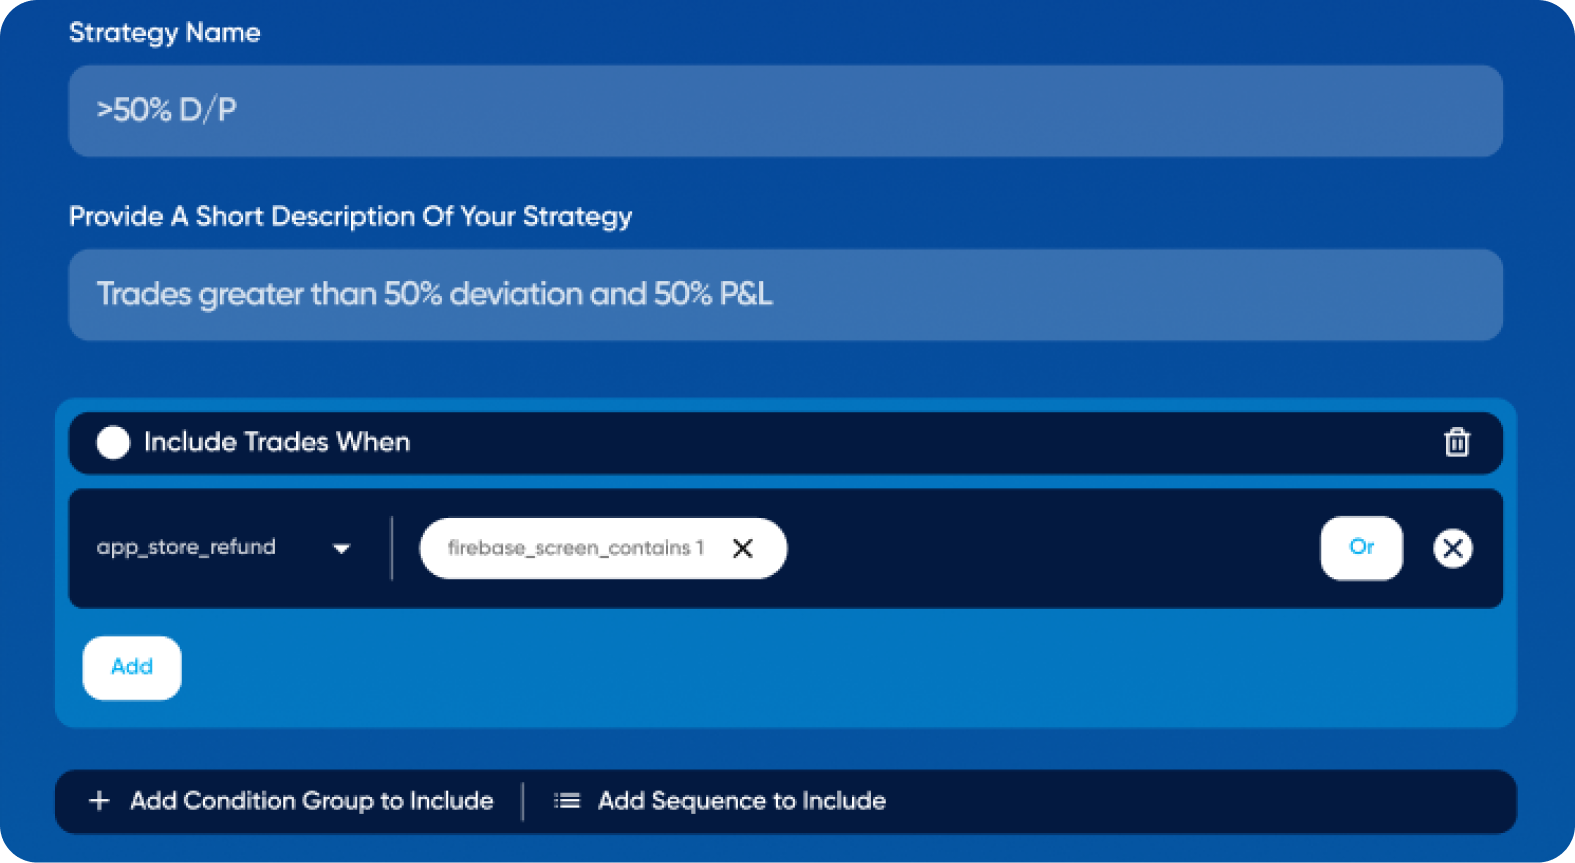 Strategy Name
>50% D/P
Provide A Short Description Of Your Strategy
Trades greater than 50% deviation and 50% P&L
Include Trades When
app_store_refund
firebase_screen_contains 1
Or
Add
Add Condition Group to Include
Add Sequence to Include